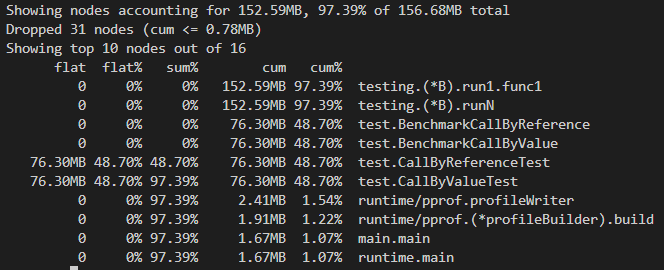 Showing nodes accounting for 152.59MB, 97.39% of 156.68MB total
Dropped 31 nodes (cum <= 0.78MB)
Showing top 10 nodes out of 16
flat flat% sum% cum cum%
0 0% 0% 152.59MB 97.39% testing.(*B).run1.func1
0 0% 0% 152.59MB 97.39% testing.(*B).runN
0 0% 0% 76.30MB 48.70% test.BenchmarkCallByReference
0 0% 0% 76.30MB 48.70% test.BenchmarkCallByValue
76.30MB 48.70% 48.70% 76.30MB 48.70% test.CallByReferenceTest
76.30MB 48.70% 97.39% 76.30MB 48.70% test.CallByValueTest
0 0% 97.39% 2.41MB 1.54% runtime/pprof.profileWriter
0 0% 97.39% 1.91MB 1.22% runtime/pprof.(*profileBuilder).build
0 0% 97.39% 1.67MB 1.07% main.main
0 0% 97.39% 1.67MB 1.07% runtime.main